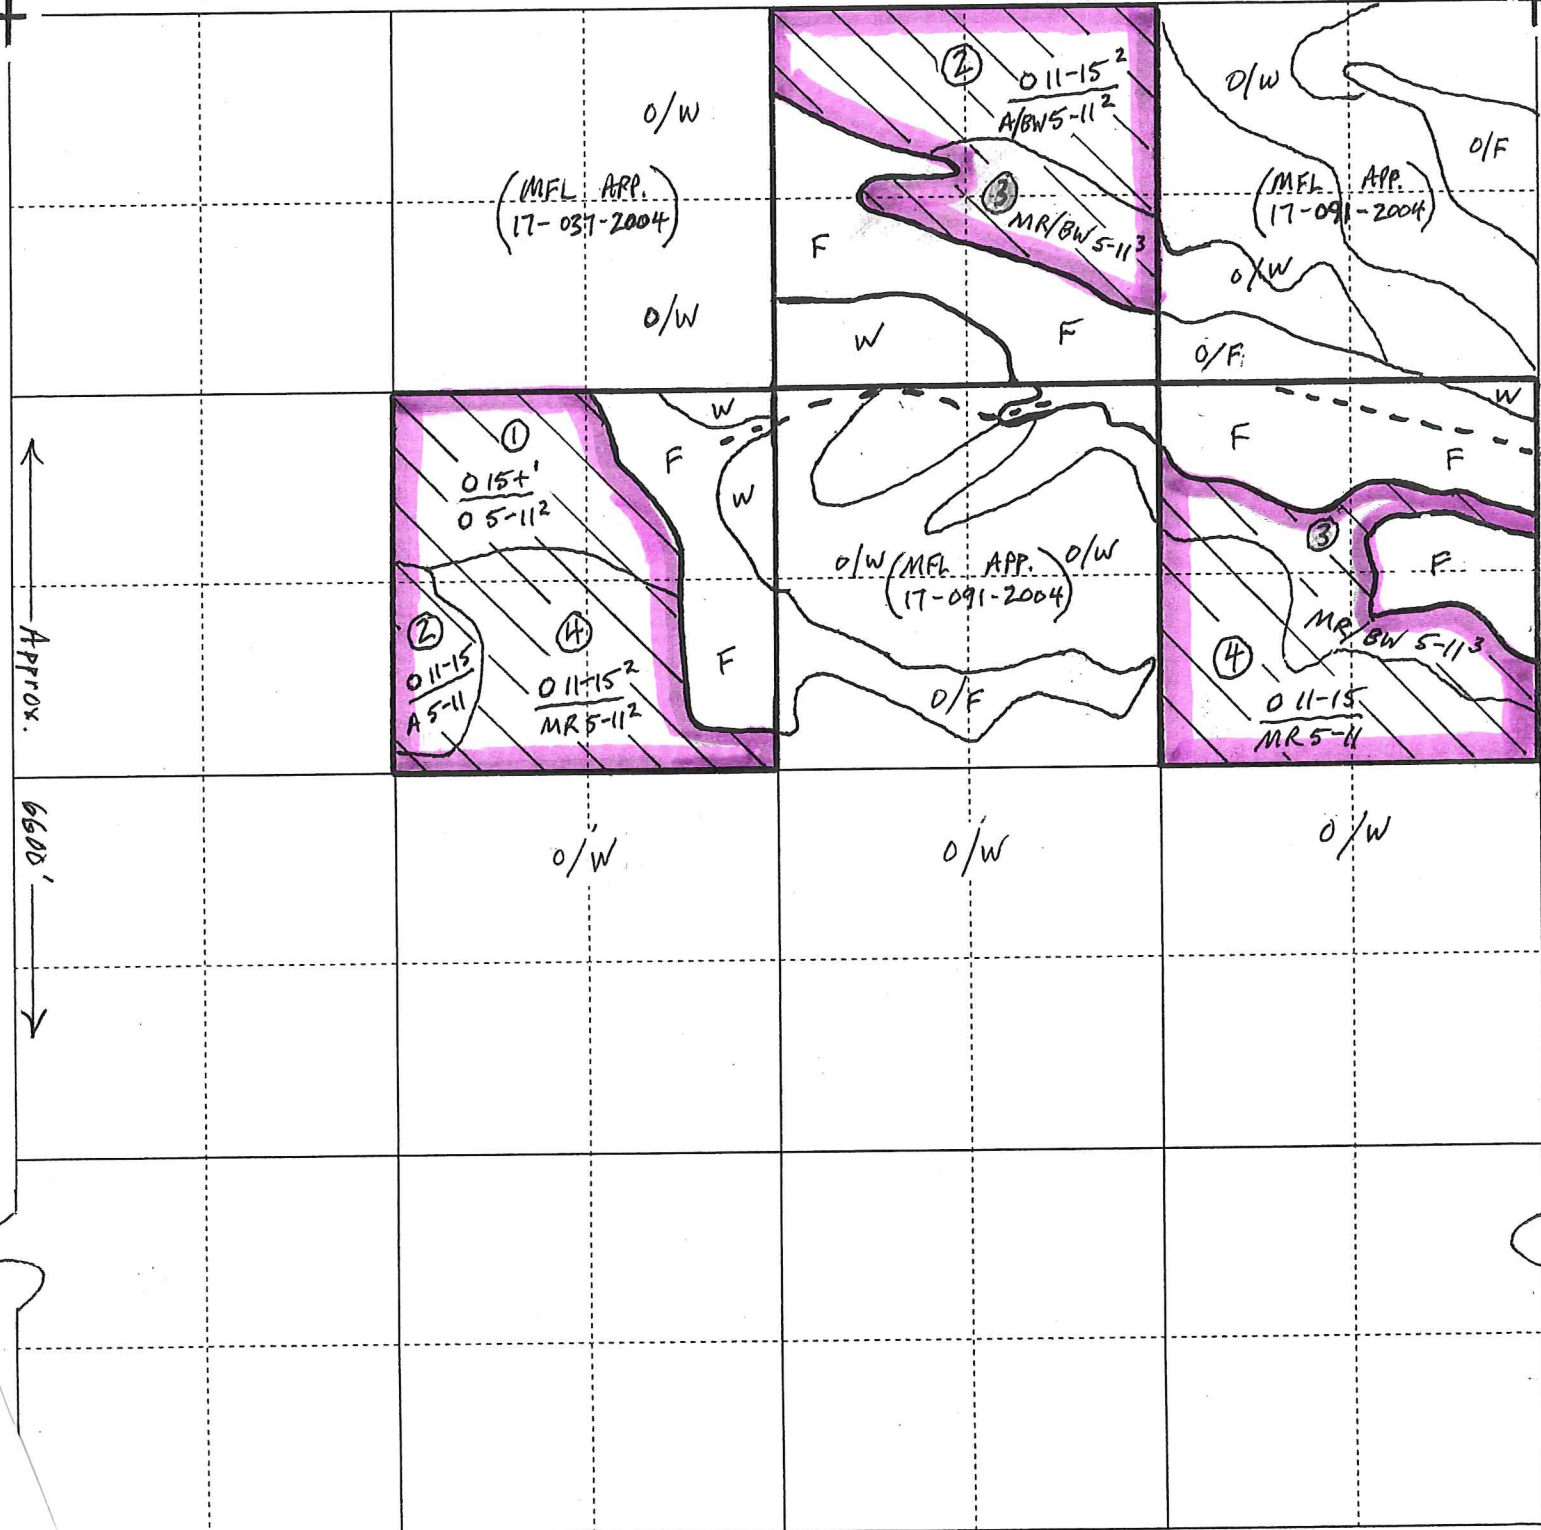 O/W
(MFL APP.
17-037-2004)
O/W
②
O 11-15²
A/BW 5-11²
③
MR/BW 5-11³
F
W
F
O/W
O/F
(MFL APP.
17-091-2004)
O/W
O/F
①
O 15+'
O 5-11²
②
O 11-15
A 5-11
④
O 11-15²
MR 5-11²
W
F
W
F
O/W (MFL APP.) O/W
17-091-2004
O/F
W
F
F
③
F
MR/BW 5-11³
④
O 11-15
MR 5-11
Approx.
6600'
O/W
O/W
O/W